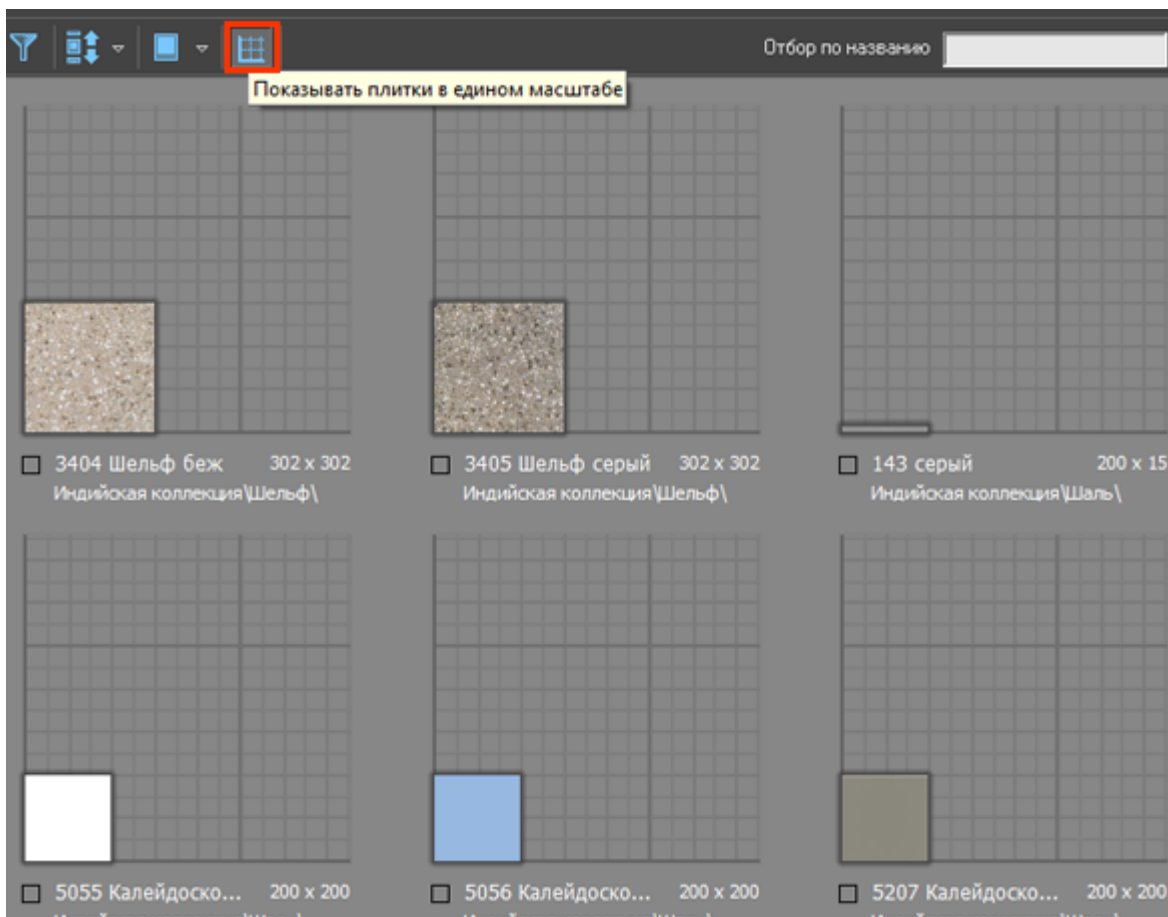 Отбор по названию
Показывать плитки в едином масштабе
3404 Шельф беж 302 x 302
Индийская коллекция\Шельф\
3405 Шельф серый 302 x 302
Индийская коллекция\Шельф\
143 серый 200 x 15
Индийская коллекция\Шаль\
5055 Калейдоско... 200 x 200
5056 Калейдоско... 200 x 200
5207 Калейдоско... 200 x 200